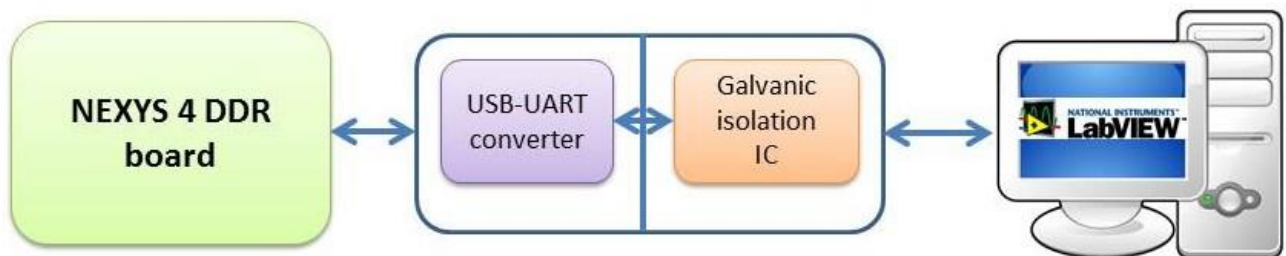 NEXYS 4 DDR
board
USB-UART
converter
Galvanic
isolation
IC
NATIONAL INSTRUMENTS
LabVIEW